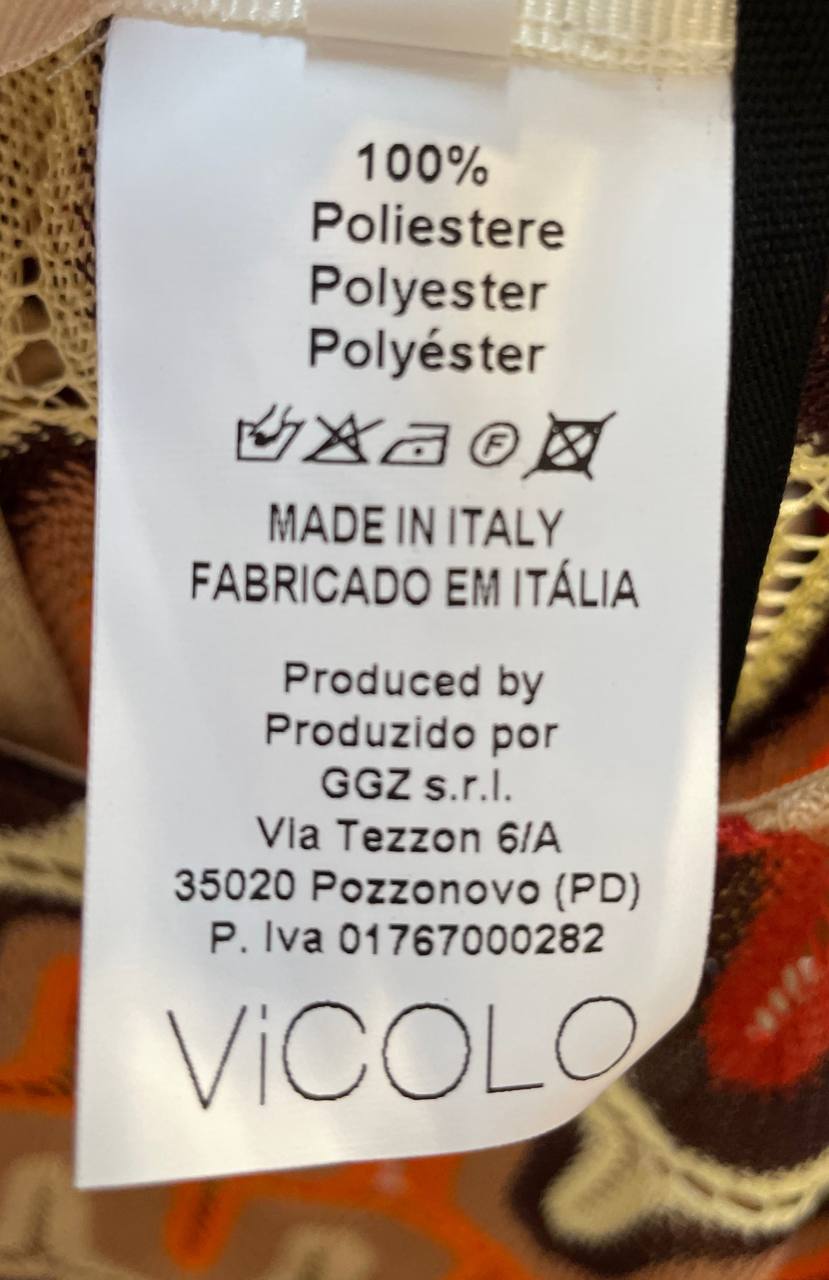 100%
Poliestere
Polyester
Polyéster
F
MADE IN ITALY
FABRICADO EM ITÁLIA
Produced by
Produzido por
GGZ s.r.l.
Via Tezzon 6/A
35020 Pozzonovo (PD)
P. Iva 01767000282
ViCOLO